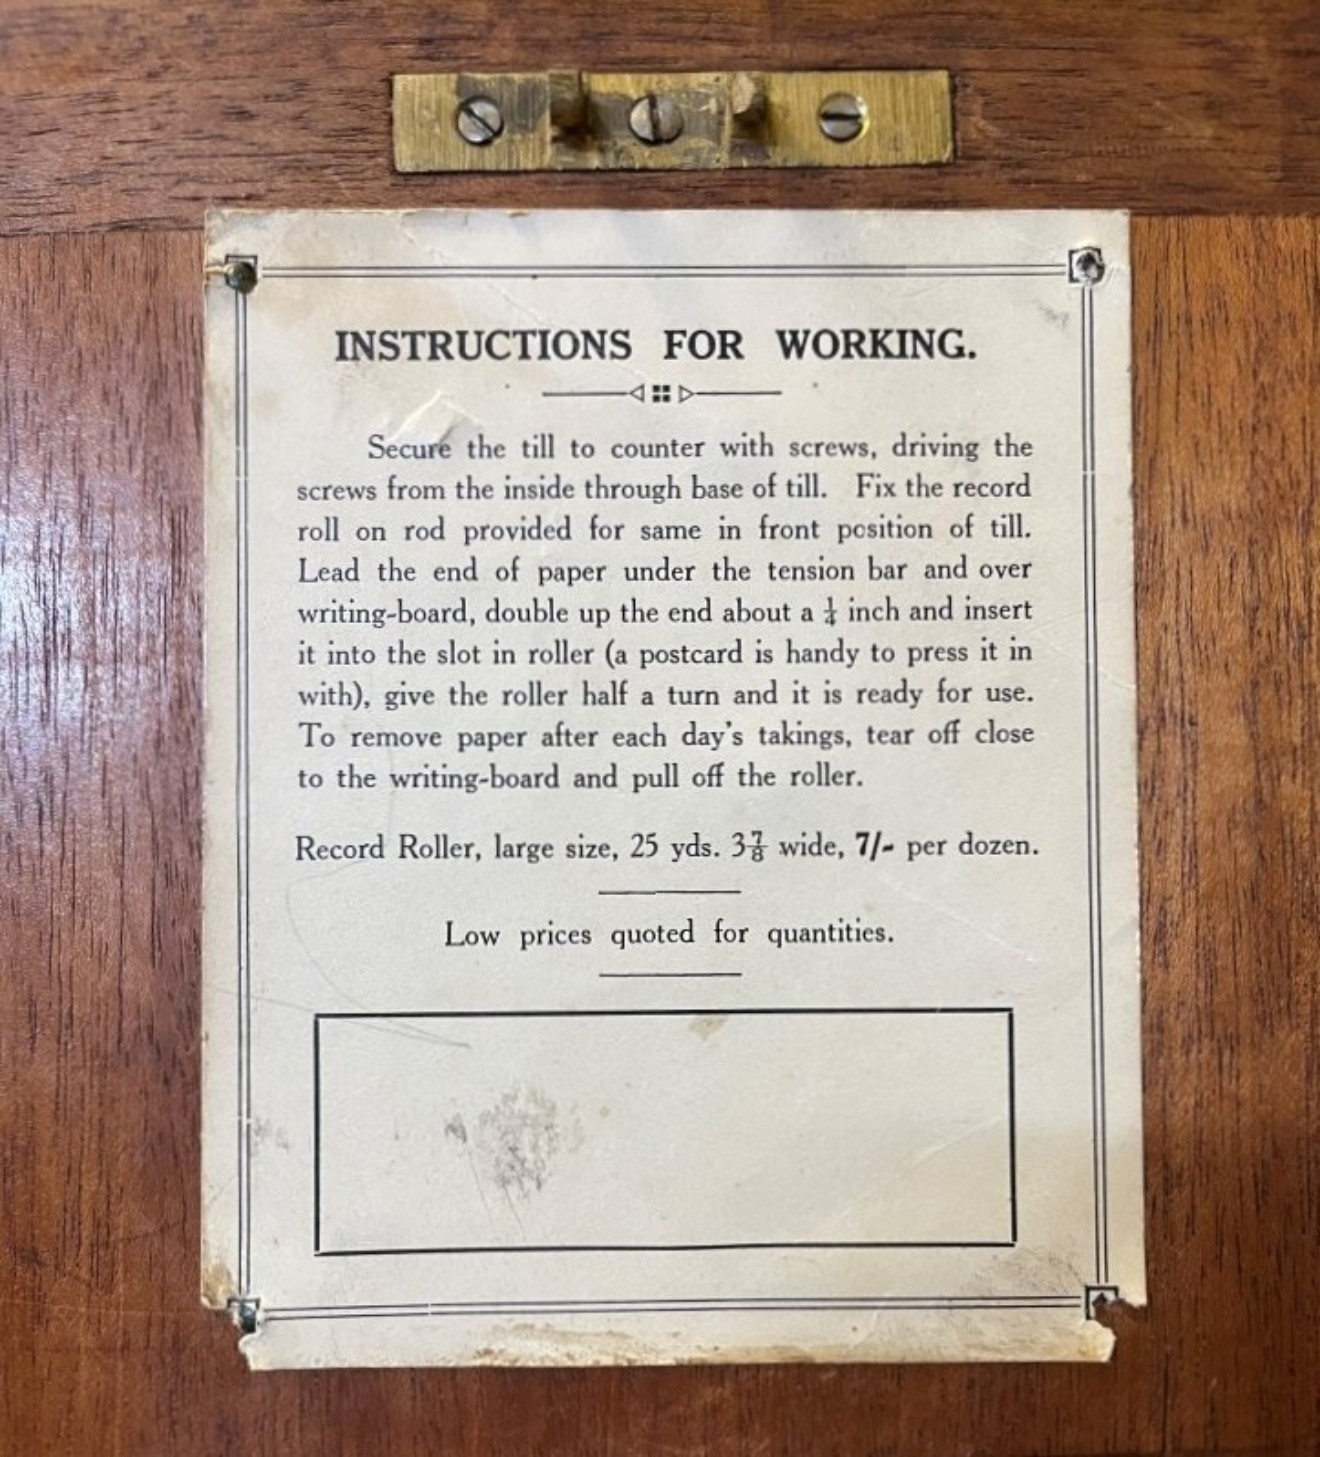 INSTRUCTIONS FOR WORKING.
Secure the till to counter with screws, driving the
screws from the inside through base of till. Fix the record
roll on rod provided for same in front position of till.
Lead the end of paper under the tension bar and over
writing-board, double up the end about a ¼ inch and insert
it into the slot in roller (a postcard is handy to press it in
with), give the roller half a turn and it is ready for use.
To remove paper after each day's takings, tear off close
to the writing-board and pull off the roller.
Record Roller, large size, 25 yds. 3⅞ wide, 7/- per dozen.
Low prices quoted for quantities.